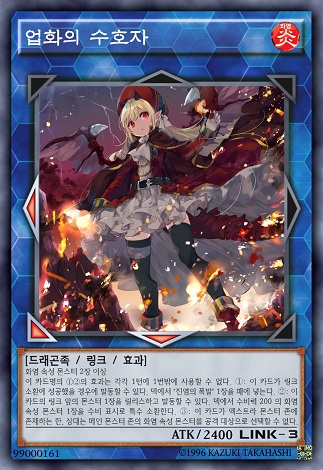 업화의 수호자
화염
炎
[드래곤족 / 링크 / 효과]
화염 속성 몬스터 2장 이상
이 카드명의 ①②의 효과는 각각 1턴에 1번밖에 사용할 수 없다. ①: 이 카드가 링크
소환에 성공했을 경우에 발동할 수 있다. 덱에서 "진염의 폭발" 1장을 패에 넣는다. ②: 이
카드의 링크 앞의 몬스터 1장을 릴리스하고 발동할 수 있다. 덱에서 수비력 200 의 화염
속성 몬스터 1장을 수비 표시로 특수 소환한다. ③: 이 카드가 엑스트라 몬스터 존에
존재하는 한, 상대는 메인 몬스터 존의 화염 속성 몬스터를 공격 대상으로 선택할 수 없다.
ATK/2400 LINK-3
99000161 ©1996 KAZUKI TAKAHASHI